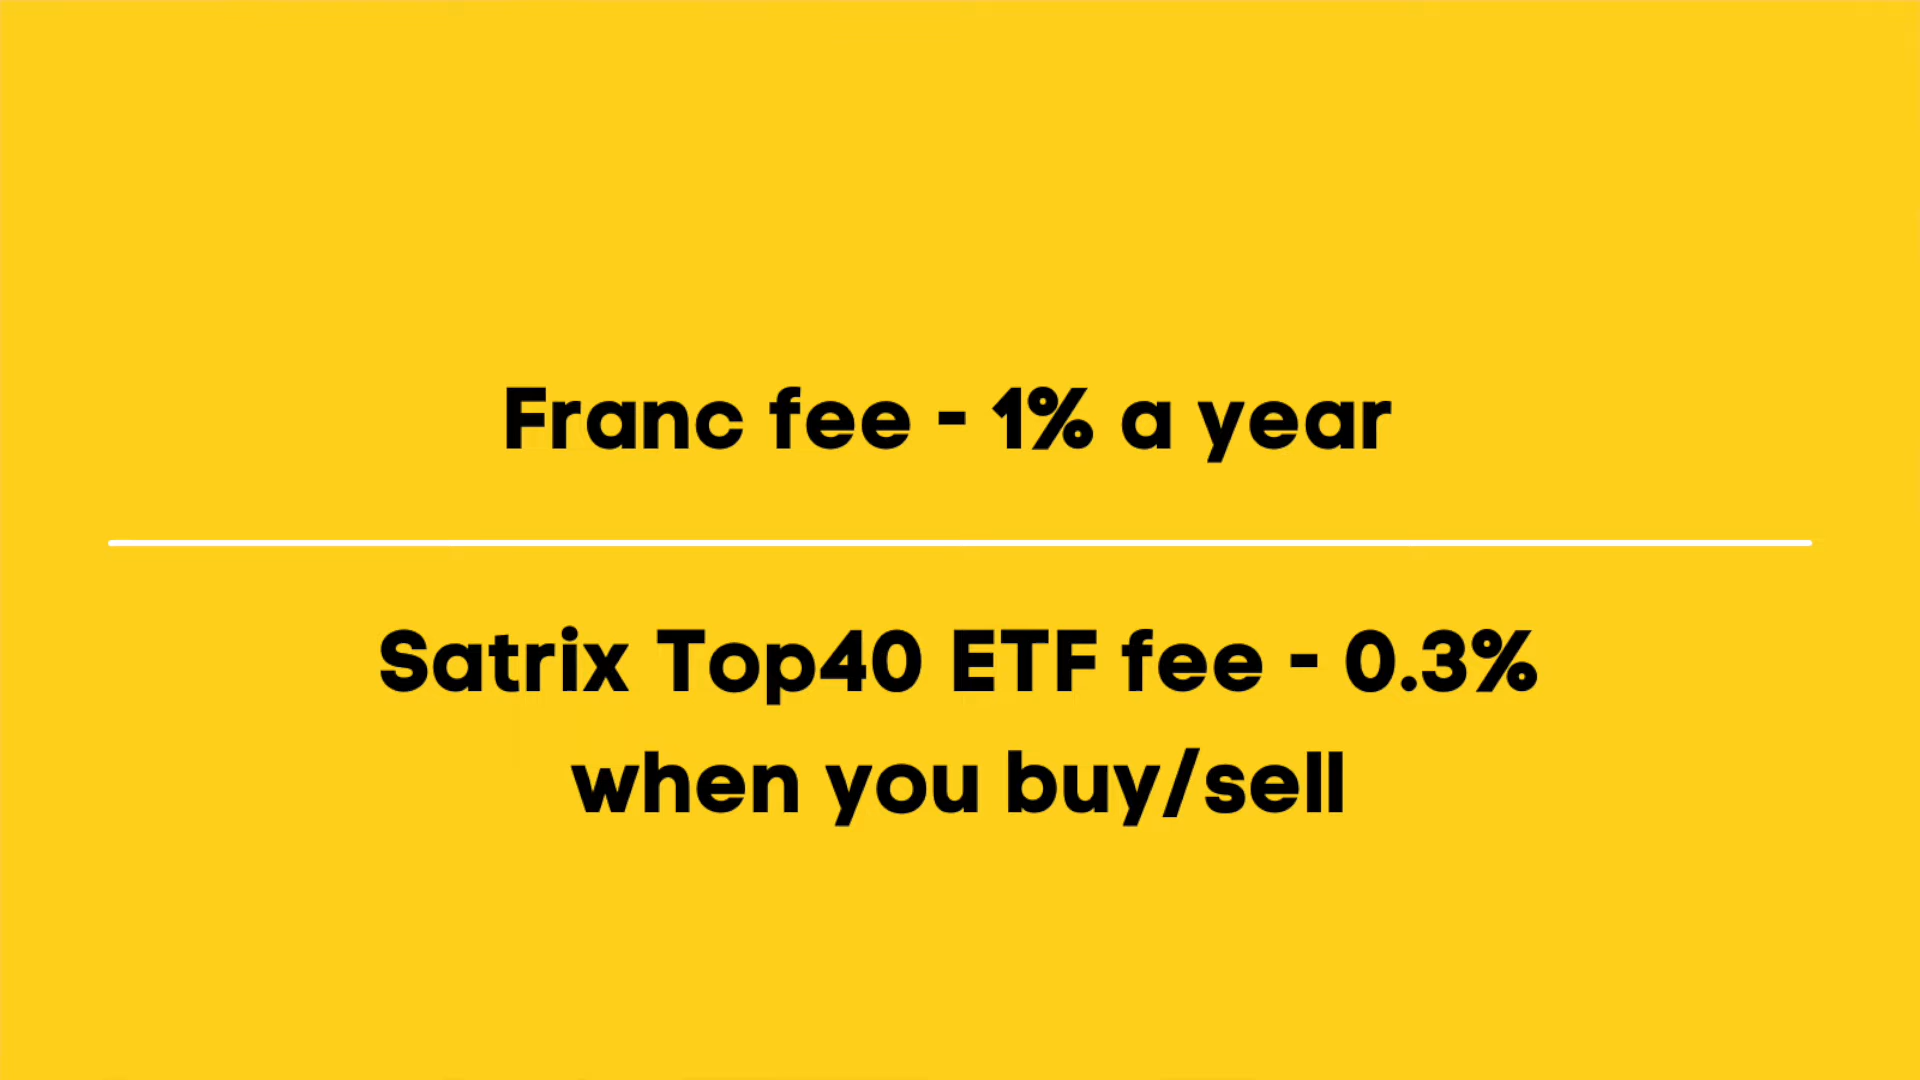 Franc fee - 1% a year
Satrix Top40 ETF fee - 0.3%
when you buy/sell